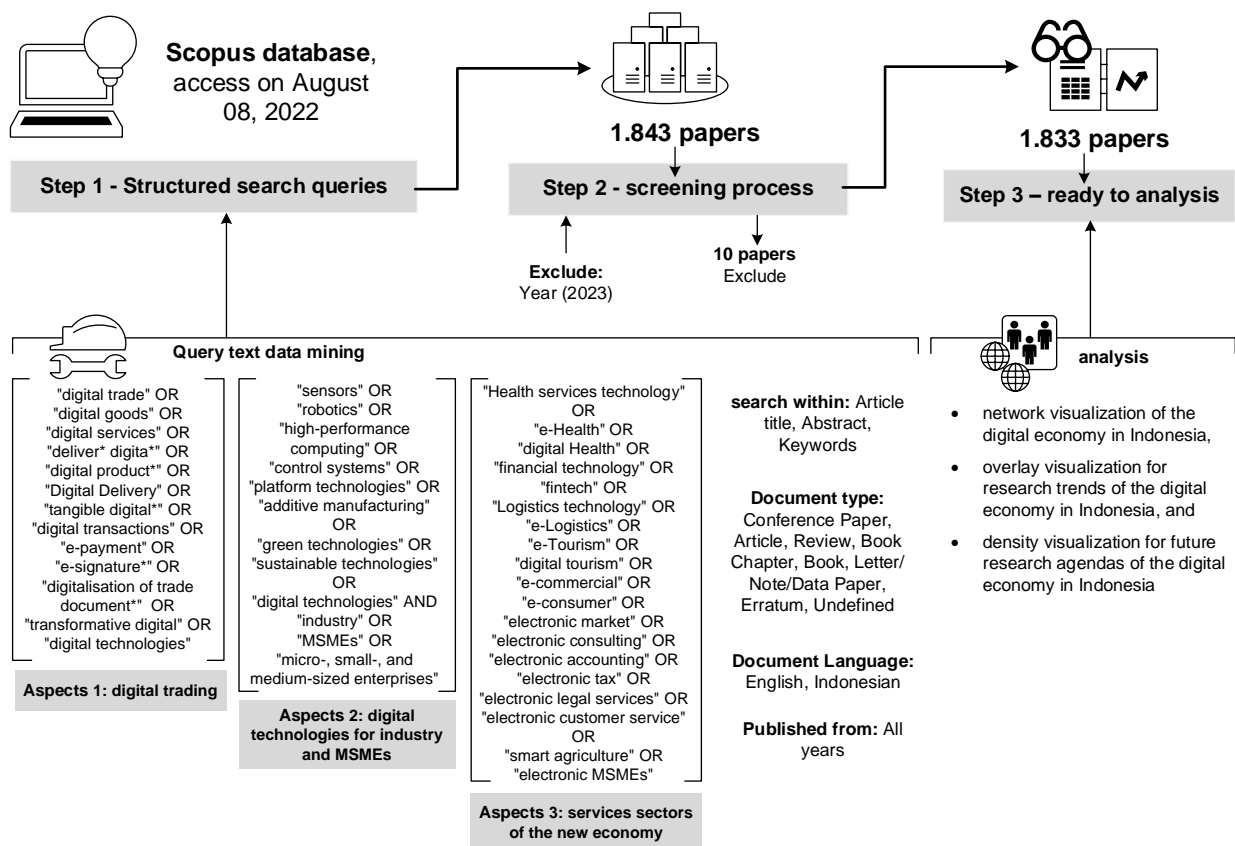 Scopus database,
access on August
08, 2022
1.843 papers
1.833 papers
Step 1 - Structured search queries
Step 2 - screening process
Step 3 – ready to analysis
Exclude:
Year (2023)
10 papers
Exclude
Query text data mining
"digital trade" OR
"digital goods" OR
"digital services" OR
"deliver* digita*" OR
"digital product*" OR
"Digital Delivery" OR
"tangible digital*" OR
"digital transactions" OR
"e-payment" OR
"e-signature*" OR
"digitalisation of trade
document*" OR
"transformative digital" OR
"digital technologies"
Aspects 1: digital trading
"sensors" OR
"robotics" OR
"high-performance
computing" OR
"control systems" OR
"platform technologies" OR
"additive manufacturing"
OR
"green technologies" OR
"sustainable technologies"
OR
"digital technologies" AND
"industry" OR
"MSMEs" OR
"micro-, small-, and
medium-sized enterprises"
Aspects 2: digital
technologies for industry
and MSMEs
"Health services technology"
OR
"e-Health" OR
"digital Health" OR
"financial technology" OR
"fintech" OR
"Logistics technology" OR
"e-Logistics" OR
"e-Tourism" OR
"digital tourism" OR
"e-commercial" OR
"e-consumer" OR
"electronic market" OR
"electronic consulting" OR
"electronic accounting" OR
"electronic tax" OR
"electronic legal services" OR
"electronic customer service"
OR
"smart agriculture" OR
"electronic MSMEs"
Aspects 3: services sectors
of the new economy
search within: Article
title, Abstract,
Keywords
Document type:
Conference Paper,
Article, Review, Book
Chapter, Book, Letter/
Note/Data Paper,
Erratum, Undefined
Document Language:
English, Indonesian
Published from: All
years
analysis
• network visualization of the
digital economy in Indonesia,
• overlay visualization for
research trends of the digital
economy in Indonesia, and
• density visualization for future
research agendas of the digital
economy in Indonesia